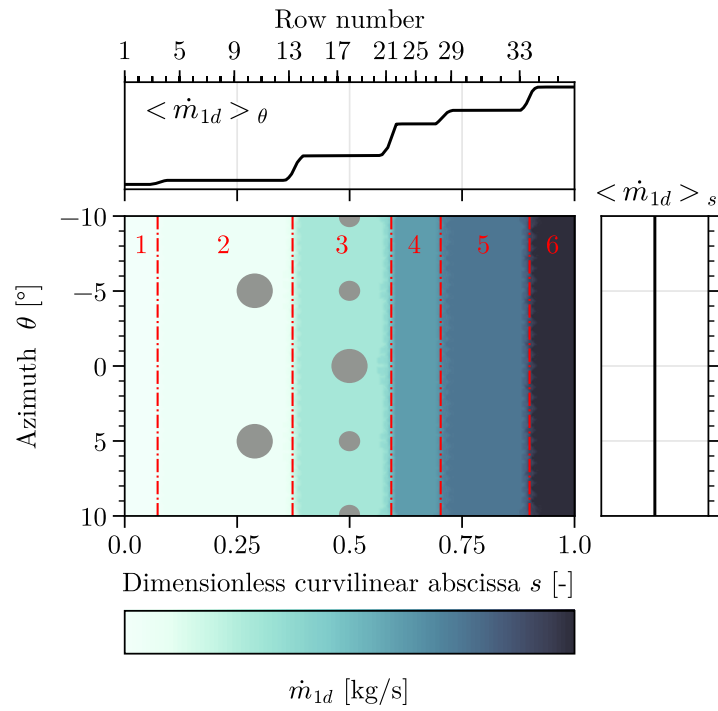 Row number
1 5 9 13 17 21 25 29 33
< ṁ1d > θ
< ṁ1d > s
−10
1 2 3 4 5 6
−5
0
5
10
Azimuth θ [°]
0.0 0.25 0.5 0.75 1.0
Dimensionless curvilinear abscissa s [-]
ṁ1d [kg/s]